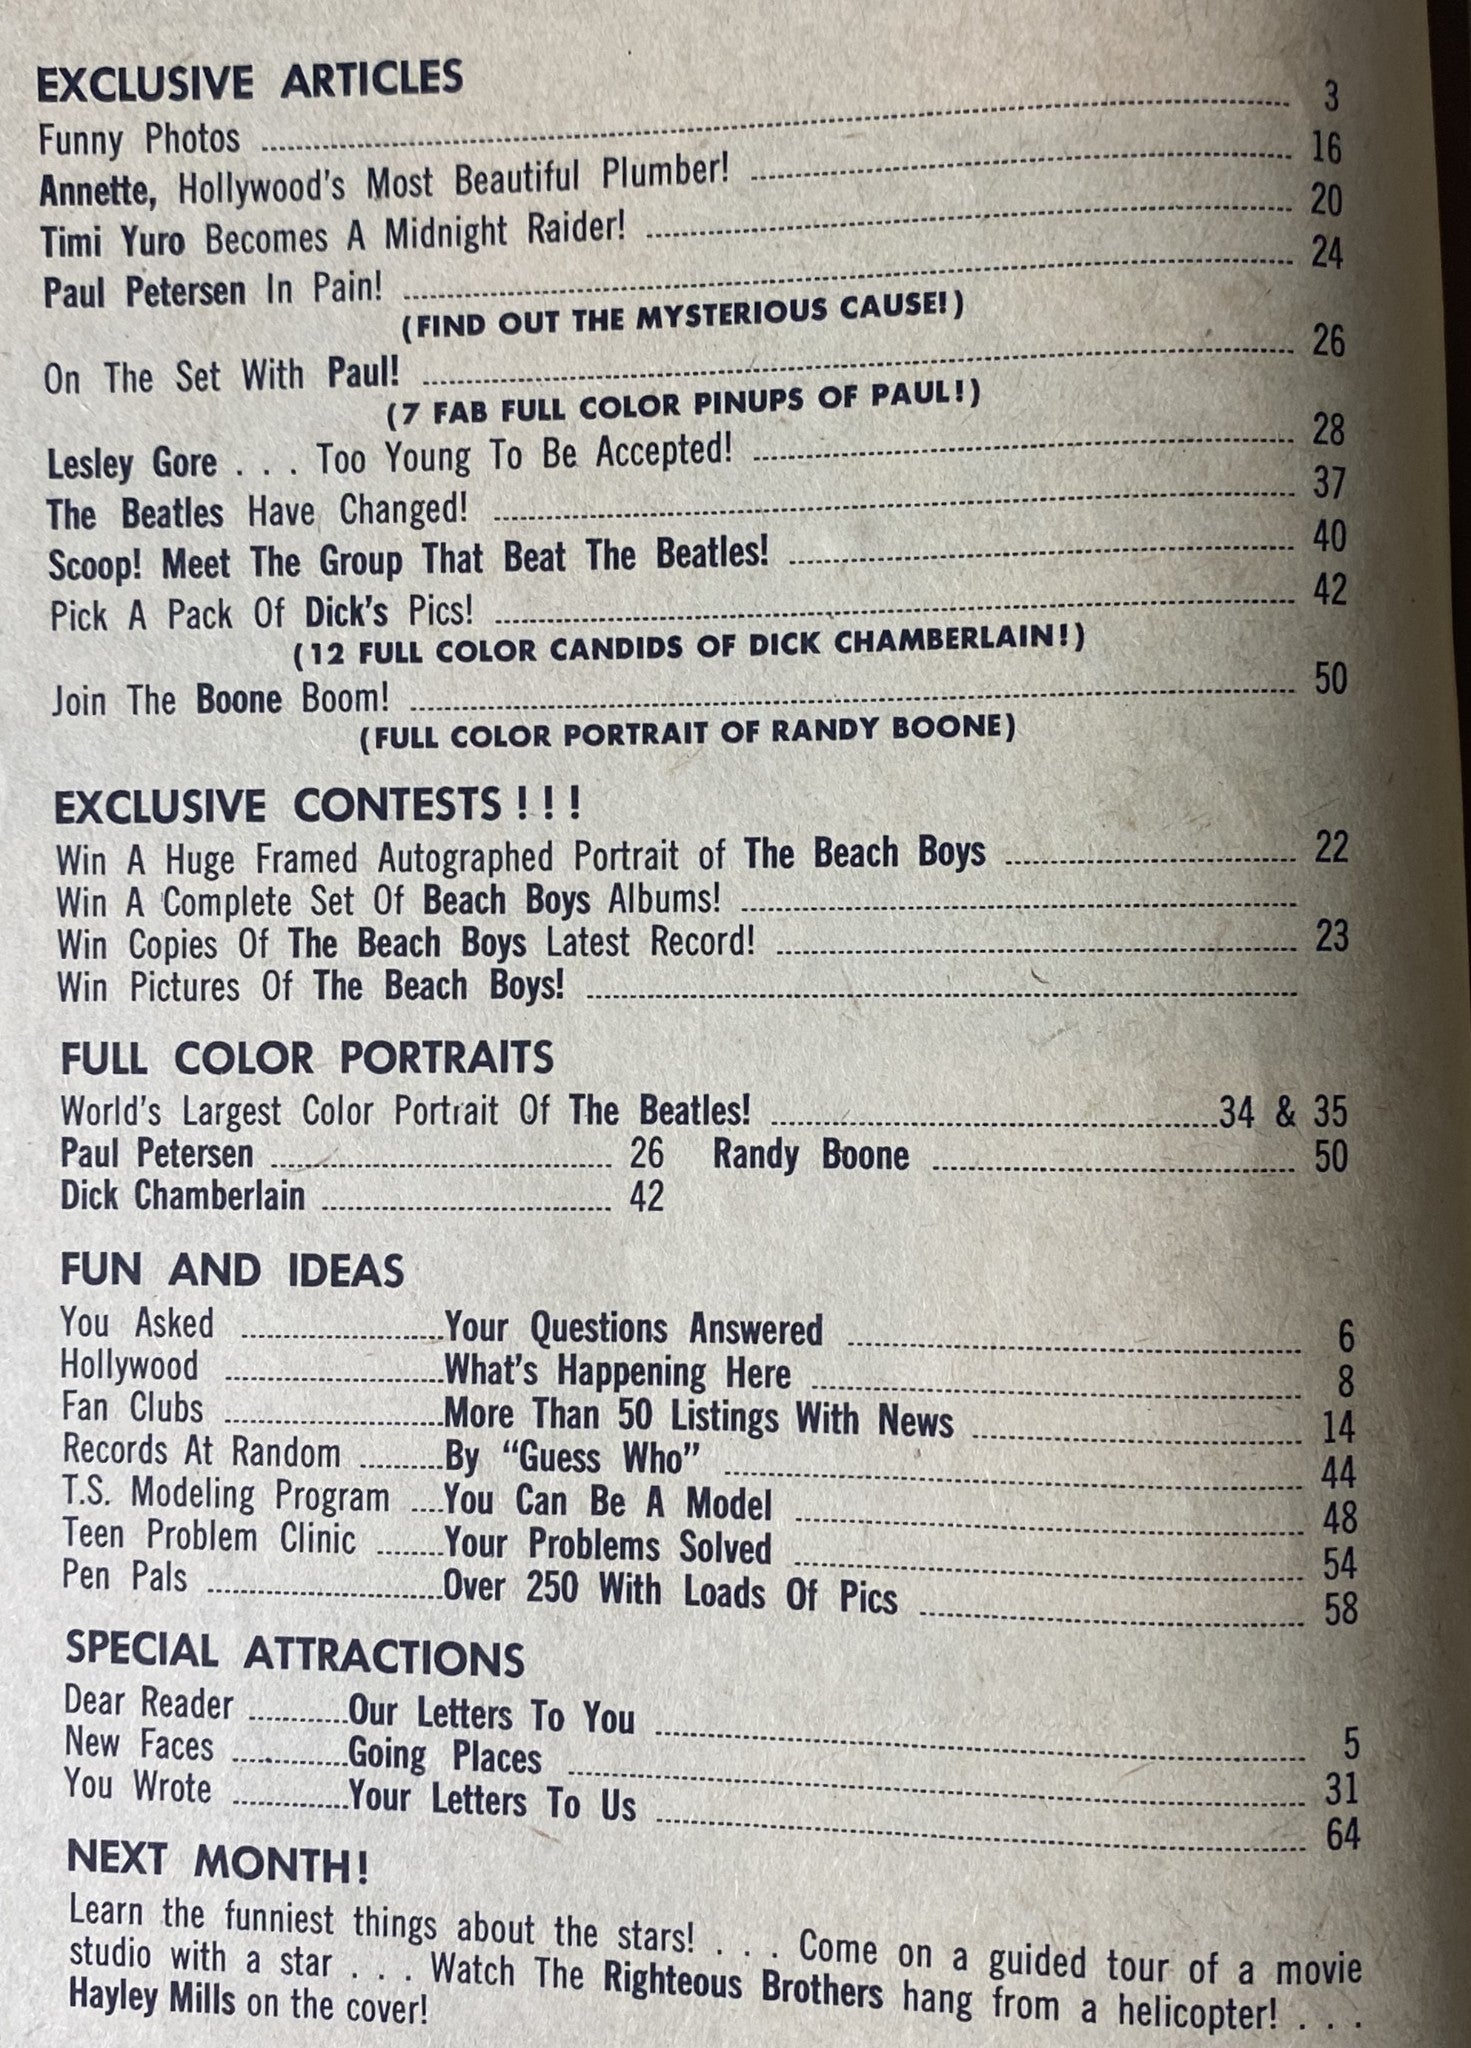 EXCLUSIVE ARTICLES
Funny Photos ........ 3
Annette, Hollywood's Most Beautiful Plumber! ........ 16
Timi Yuro Becomes A Midnight Raider! ........ 20
Paul Petersen In Pain! ........ 24
(FIND OUT THE MYSTERIOUS CAUSE!)
On The Set With Paul! ........ 26
(7 FAB FULL COLOR PINUPS OF PAUL!)
Lesley Gore . . . Too Young To Be Accepted! ........ 28
The Beatles Have Changed! ........ 37
Scoop! Meet The Group That Beat The Beatles! ........ 40
Pick A Pack Of Dick's Pics! ........ 42
(12 FULL COLOR CANDIDS OF DICK CHAMBERLAIN!)
Join The Boone Boom! ........ 50
(FULL COLOR PORTRAIT OF RANDY BOONE)
EXCLUSIVE CONTESTS ! ! !
Win A Huge Framed Autographed Portrait of The Beach Boys ........ 22
Win A Complete Set Of Beach Boys Albums! ........
Win Copies Of The Beach Boys Latest Record! ........ 23
Win Pictures Of The Beach Boys! ........
FULL COLOR PORTRAITS
World's Largest Color Portrait Of The Beatles! ........ 34 & 35
Paul Petersen ........ 26 Randy Boone ........ 50
Dick Chamberlain ........ 42
FUN AND IDEAS
You Asked ........ Your Questions Answered ........ 6
Hollywood ........ What's Happening Here ........ 8
Fan Clubs ........ More Than 50 Listings With News ........ 14
Records At Random ........ By "Guess Who" ........ 44
T.S. Modeling Program .... You Can Be A Model ........ 48
Teen Problem Clinic ........ Your Problems Solved ........ 54
Pen Pals ........ Over 250 With Loads Of Pics ........ 58
SPECIAL ATTRACTIONS
Dear Reader ........ Our Letters To You ........ 5
New Faces ........ Going Places ........ 31
You Wrote ........ Your Letters To Us ........ 64
NEXT MONTH!
Learn the funniest things about the stars! . . . Come on a guided tour of a movie
studio with a star . . . Watch The Righteous Brothers hang from a helicopter! . . .
Hayley Mills on the cover!